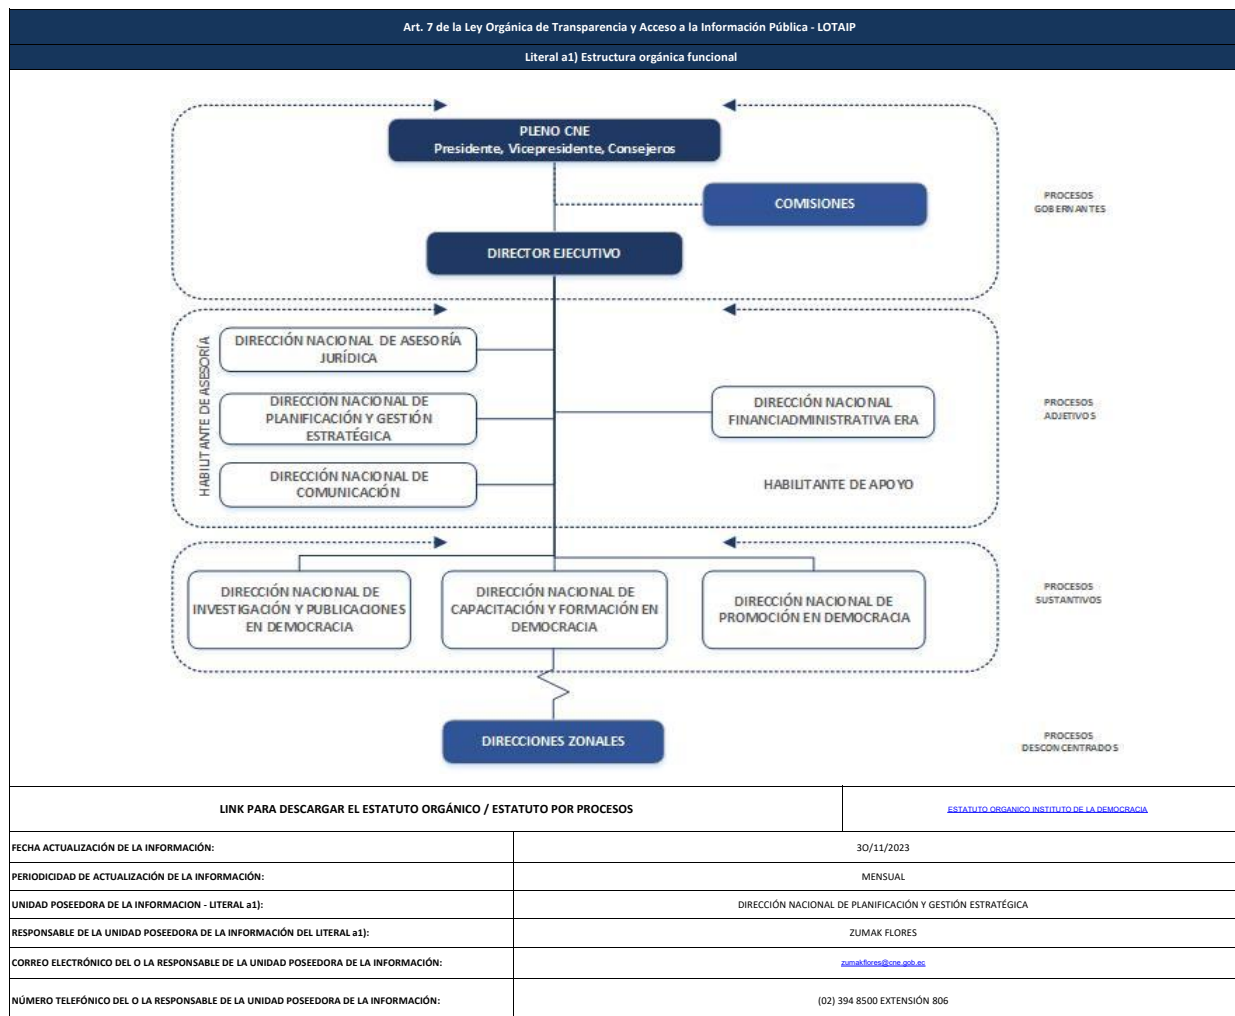 Art. 7 de la Ley Orgánica de Transparencia y Acceso a la Información Pública - LOTAIP
Literal a1) Estructura orgánica funcional
PLENO CNE
Presidente, Vicepresidente, Consejeros
COMISIONES
PROCESOS
GOBERNANTES
DIRECTOR EJECUTIVO
HABILITANTE DE ASESORÍA
DIRECCIÓN NACIONAL DE ASESORÍA
JURÍDICA
DIRECCIÓN NACIONAL DE
PLANIFICACIÓN Y GESTIÓN
ESTRATÉGICA
DIRECCIÓN NACIONAL DE
COMUNICACIÓN
DIRECCIÓN NACIONAL
FINANCIADMINISTRATIVA ERA
HABILITANTE DE APOYO
PROCESOS
ADJETIVOS
DIRECCIÓN NACIONAL DE
INVESTIGACIÓN Y PUBLICACIONES
EN DEMOCRACIA
DIRECCIÓN NACIONAL DE
CAPACITACIÓN Y FORMACIÓN EN
DEMOCRACIA
DIRECCIÓN NACIONAL DE
PROMOCIÓN EN DEMOCRACIA
PROCESOS
SUSTANTIVOS
DIRECCIONES ZONALES
PROCESOS
DESCONCENTRADOS
LINK PARA DESCARGAR EL ESTATUTO ORGÁNICO / ESTATUTO POR PROCESOS
ESTATUTO ORGANICO INSTITUTO DE LA DEMOCRACIA
FECHA ACTUALIZACIÓN DE LA INFORMACIÓN:
3O/11/2023
PERIODICIDAD DE ACTUALIZACIÓN DE LA INFORMACIÓN:
MENSUAL
UNIDAD POSEEDORA DE LA INFORMACION - LITERAL a1):
DIRECCIÓN NACIONAL DE PLANIFICACIÓN Y GESTIÓN ESTRATÉGICA
RESPONSABLE DE LA UNIDAD POSEEDORA DE LA INFORMACIÓN DEL LITERAL a1):
ZUMAK FLORES
CORREO ELECTRÓNICO DEL O LA RESPONSABLE DE LA UNIDAD POSEEDORA DE LA INFORMACIÓN:
zumakflores@cne.gob.ec
NÚMERO TELEFÓNICO DEL O LA RESPONSABLE DE LA UNIDAD POSEEDORA DE LA INFORMACIÓN:
(02) 394 8500 EXTENSIÓN 806